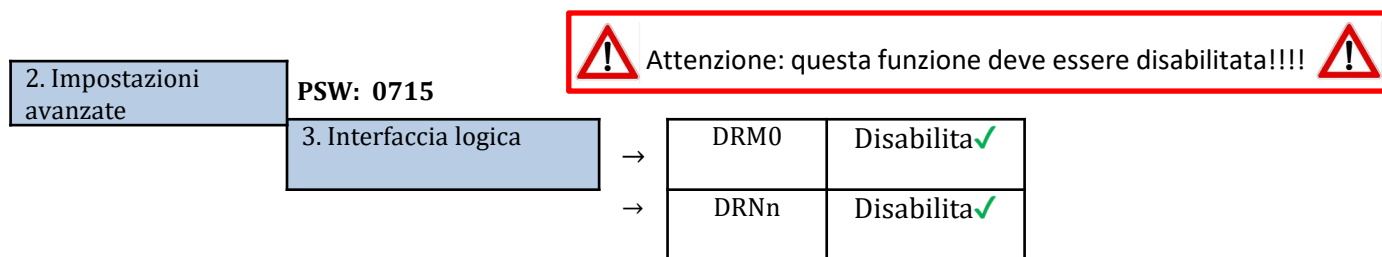 Attenzione: questa funzione deve essere disabilitata!!!!
2. Impostazioni
avanzate
PSW: 0715
3. Interfaccia logica
→ DRM0 Disabilita✓
→ DRNn Disabilita✓